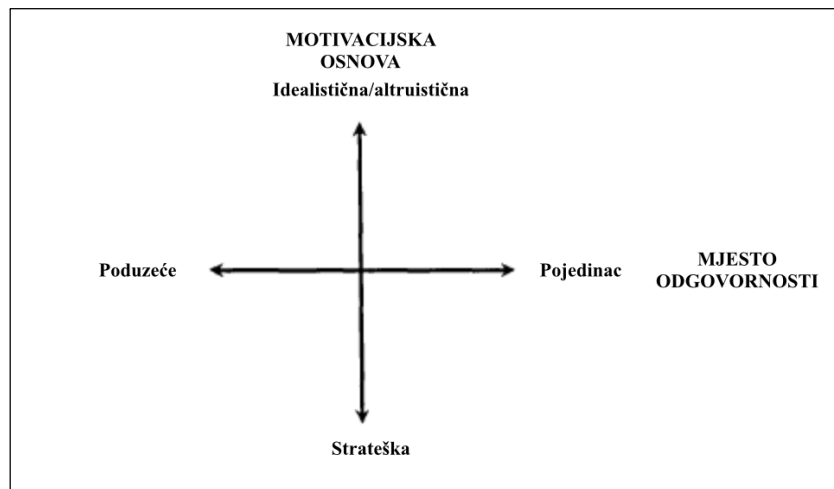 MOTIVACIJSKA
OSNOVA
Idealistična/altruistična
Poduzeće
Pojedinac
MJESTO
ODGOVORNOSTI
Strateška